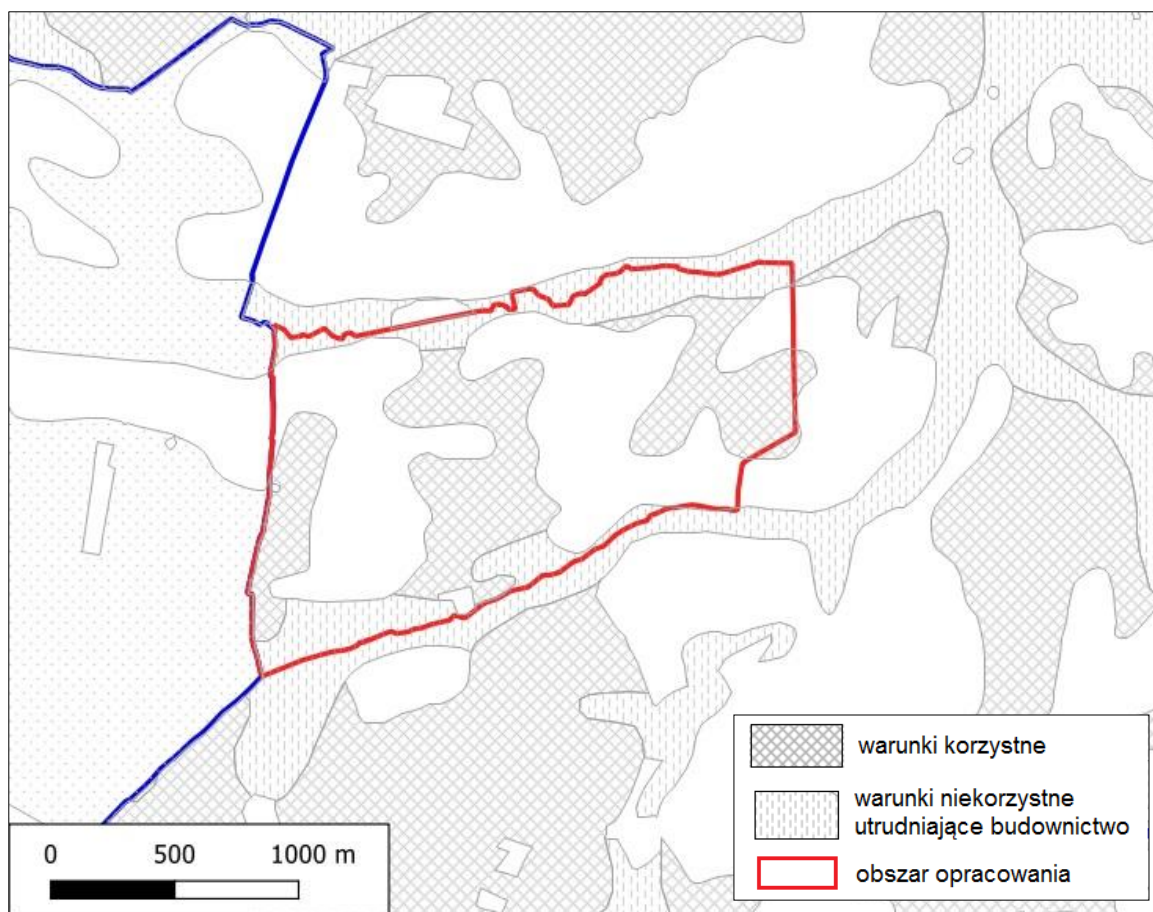 warunki korzystne
warunki niekorzystne
utrudniające budownictwo
obszar opracowania
0 500 1000 m